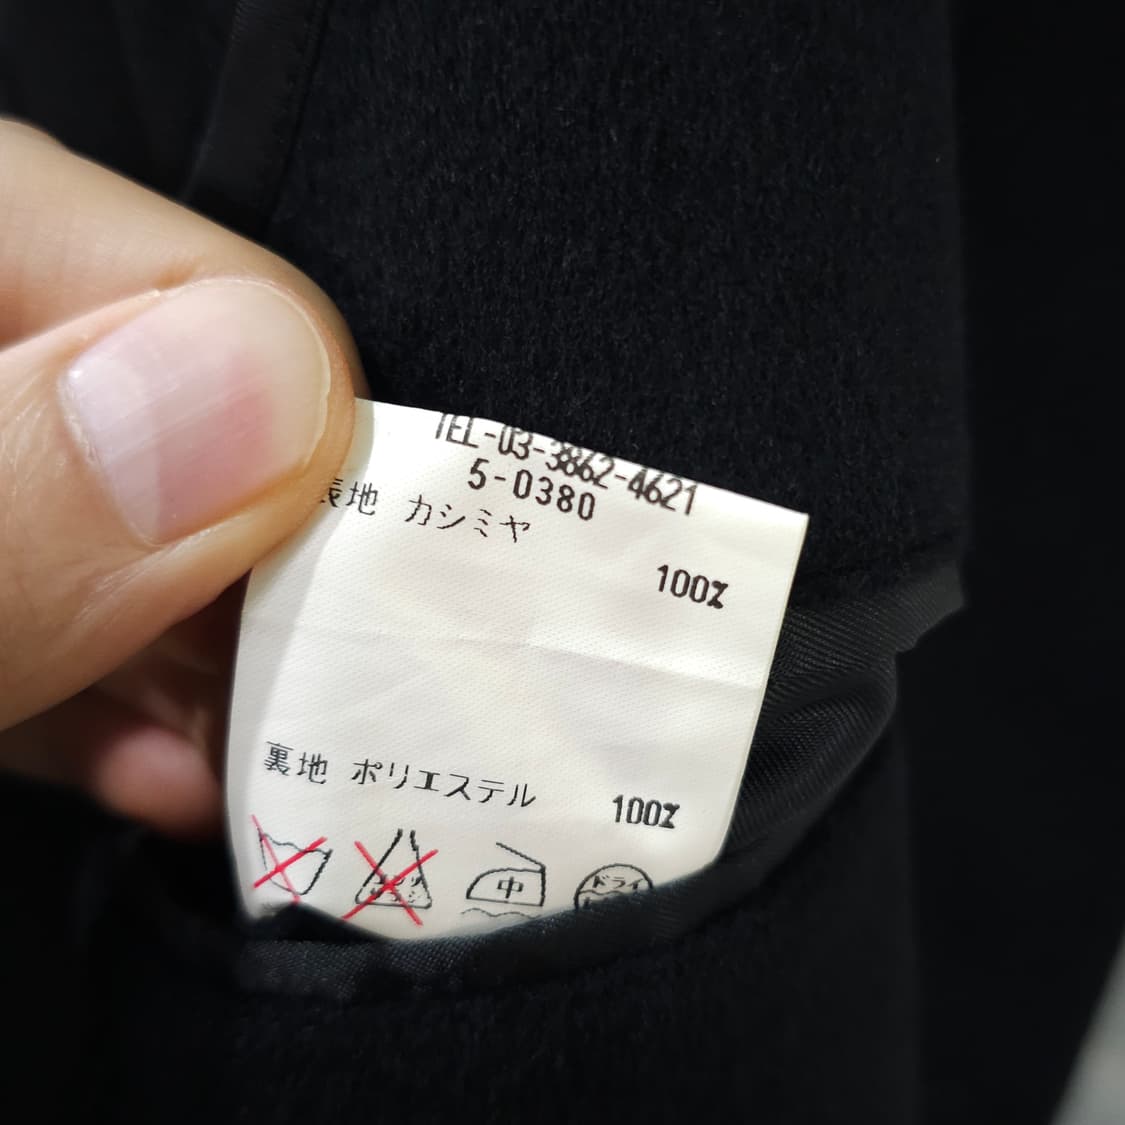 TEL-03-3862-4621
5-0380
表地 カシミヤ
100%
裏地 ポリエステル
100%
中
ドライ